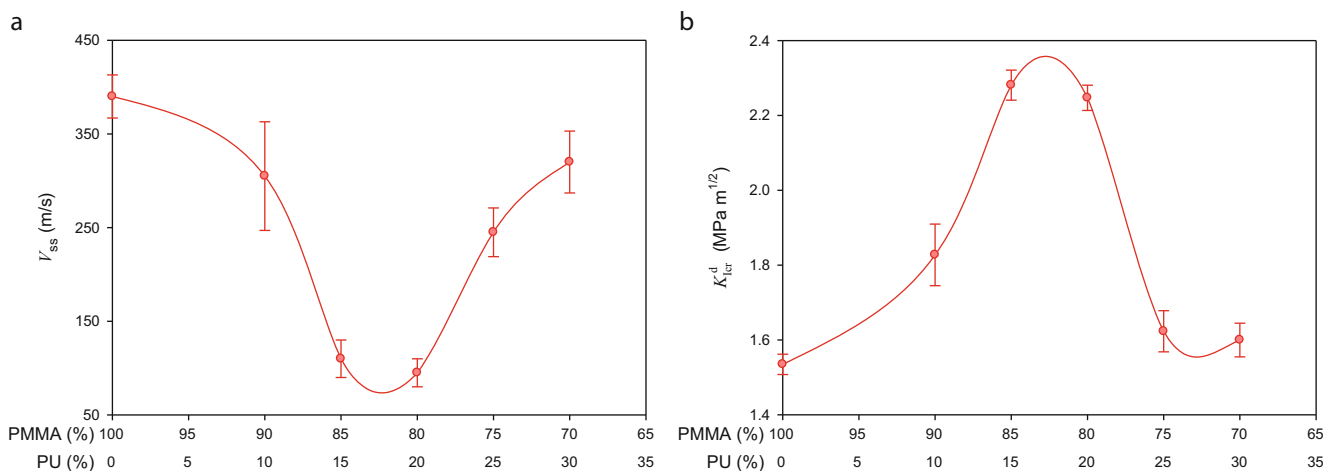 a
450
350
250
150
50
V_ss (m/s)
PMMA (%) 100 95 90 85 80 75 70 65
PU (%) 0 5 10 15 20 25 30 35
b
2.4
2.2
2.0
1.8
1.6
1.4
K^d_Icr (MPa m^1/2)
PMMA (%) 100 95 90 85 80 75 70 65
PU (%) 0 5 10 15 20 25 30 35